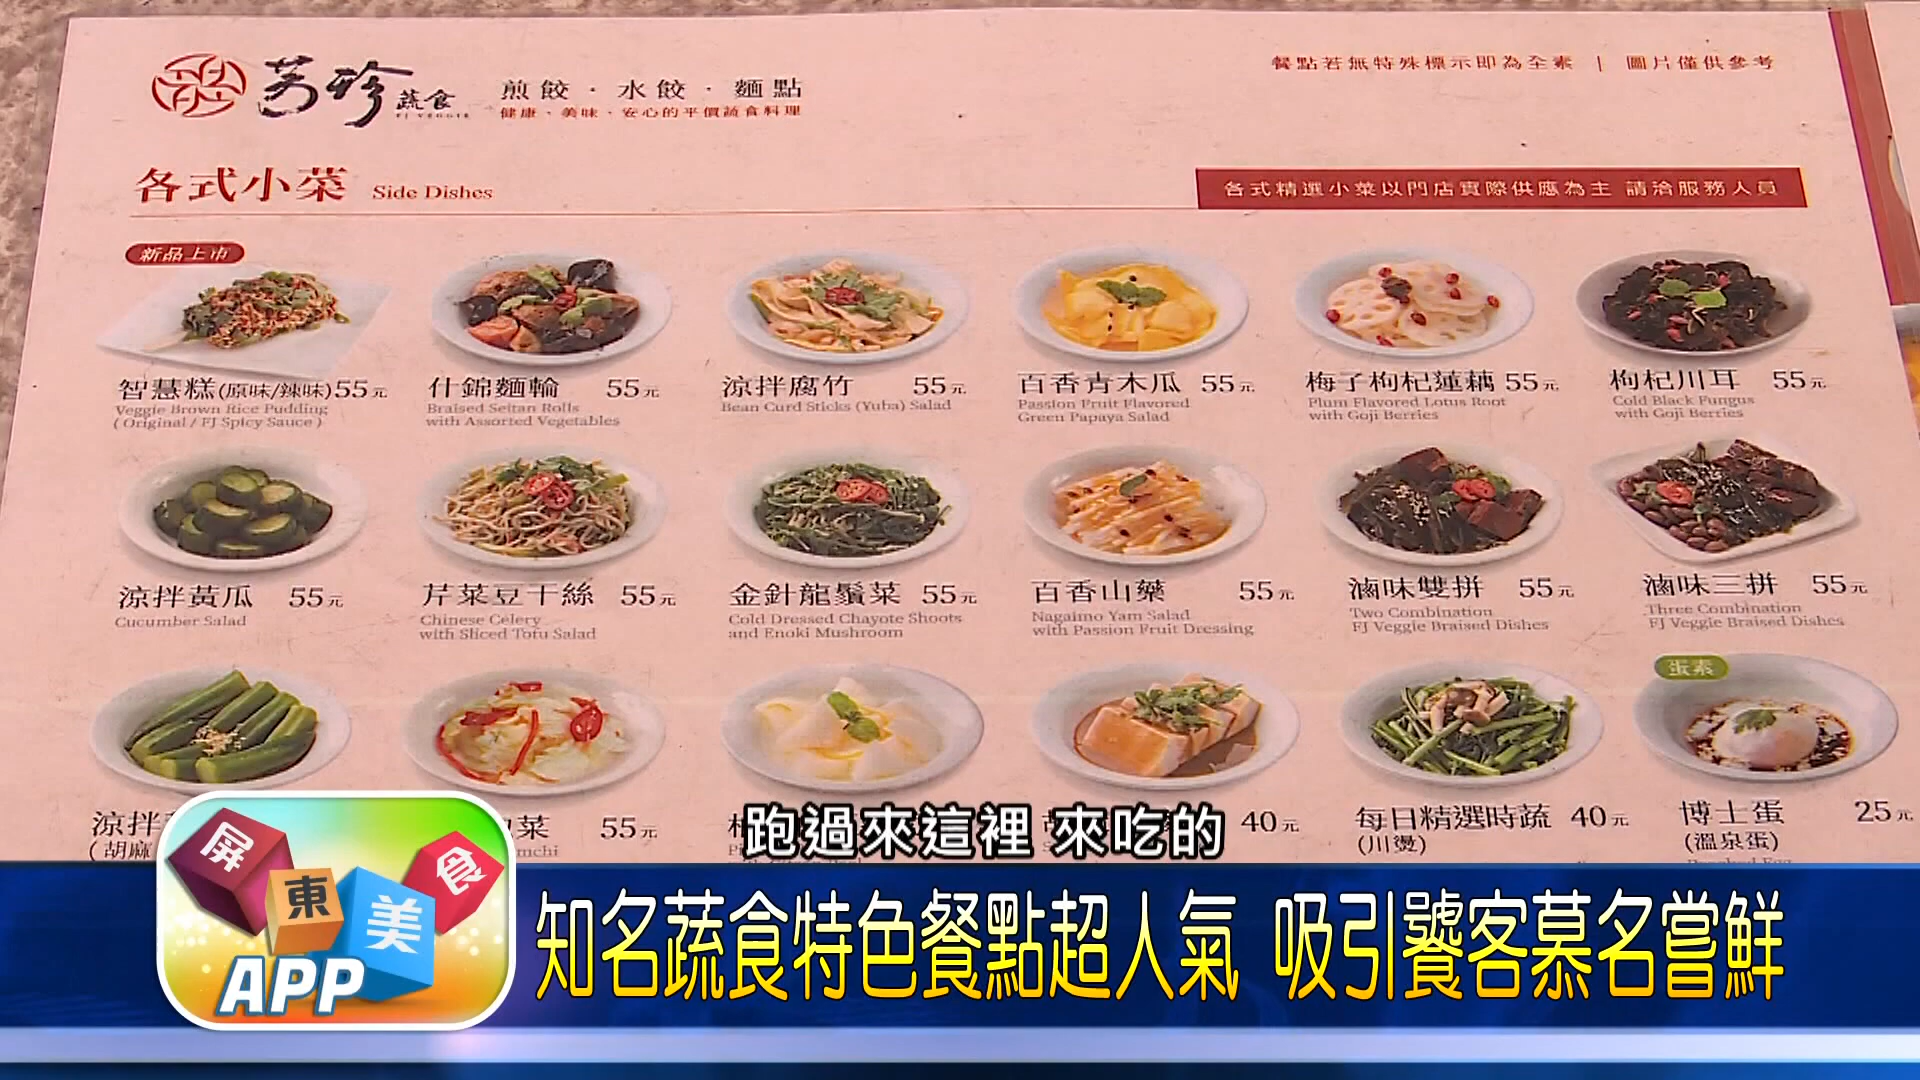 芳珍蔬食
FJ VEGGIE
煎餃·水餃·麵點
健康、美味、安心的平價蔬食料理
餐點若無特殊標示即為全素 | 圖片僅供參考
各式小菜 Side Dishes
各式精選小菜以門店實際供應為主 請洽服務人員
新品上市
智慧糕(原味/辣味)55元
Veggie Brown Rice Pudding
(Original / FJ Spicy Sauce)
什錦麵輪 55元
Braised Seitan Rolls
with Assorted Vegetables
涼拌腐竹 55元
Bean Curd Sticks (Yuba) Salad
百香青木瓜 55元
Passion Fruit Flavored
Green Papaya Salad
梅子枸杞蓮藕 55元
Plum Flavored Lotus Root
with Goji Berries
枸杞川耳 55元
Cold Black Fungus
with Goji Berries
涼拌黃瓜 55元
Cucumber Salad
芹菜豆干絲 55元
Chinese Celery
with Sliced Tofu Salad
金針龍鬚菜 55元
Cold Dressed Chayote Shoots
and Enoki Mushroom
百香山藥 55元
Nagaimo Yam Salad
with Passion Fruit Dressing
滷味雙拼 55元
Two Combination
FJ Veggie Braised Dishes
滷味三拼 55元
Three Combination
FJ Veggie Braised Dishes
蛋素
涼拌
(胡麻
菜 55元
40元
每日精選時蔬 40元
(川燙)
博士蛋 25元
(溫泉蛋)
跑過來這裡 來吃的
屏東美食
APP
知名蔬食特色餐點超人氣 吸引饕客慕名嘗鮮